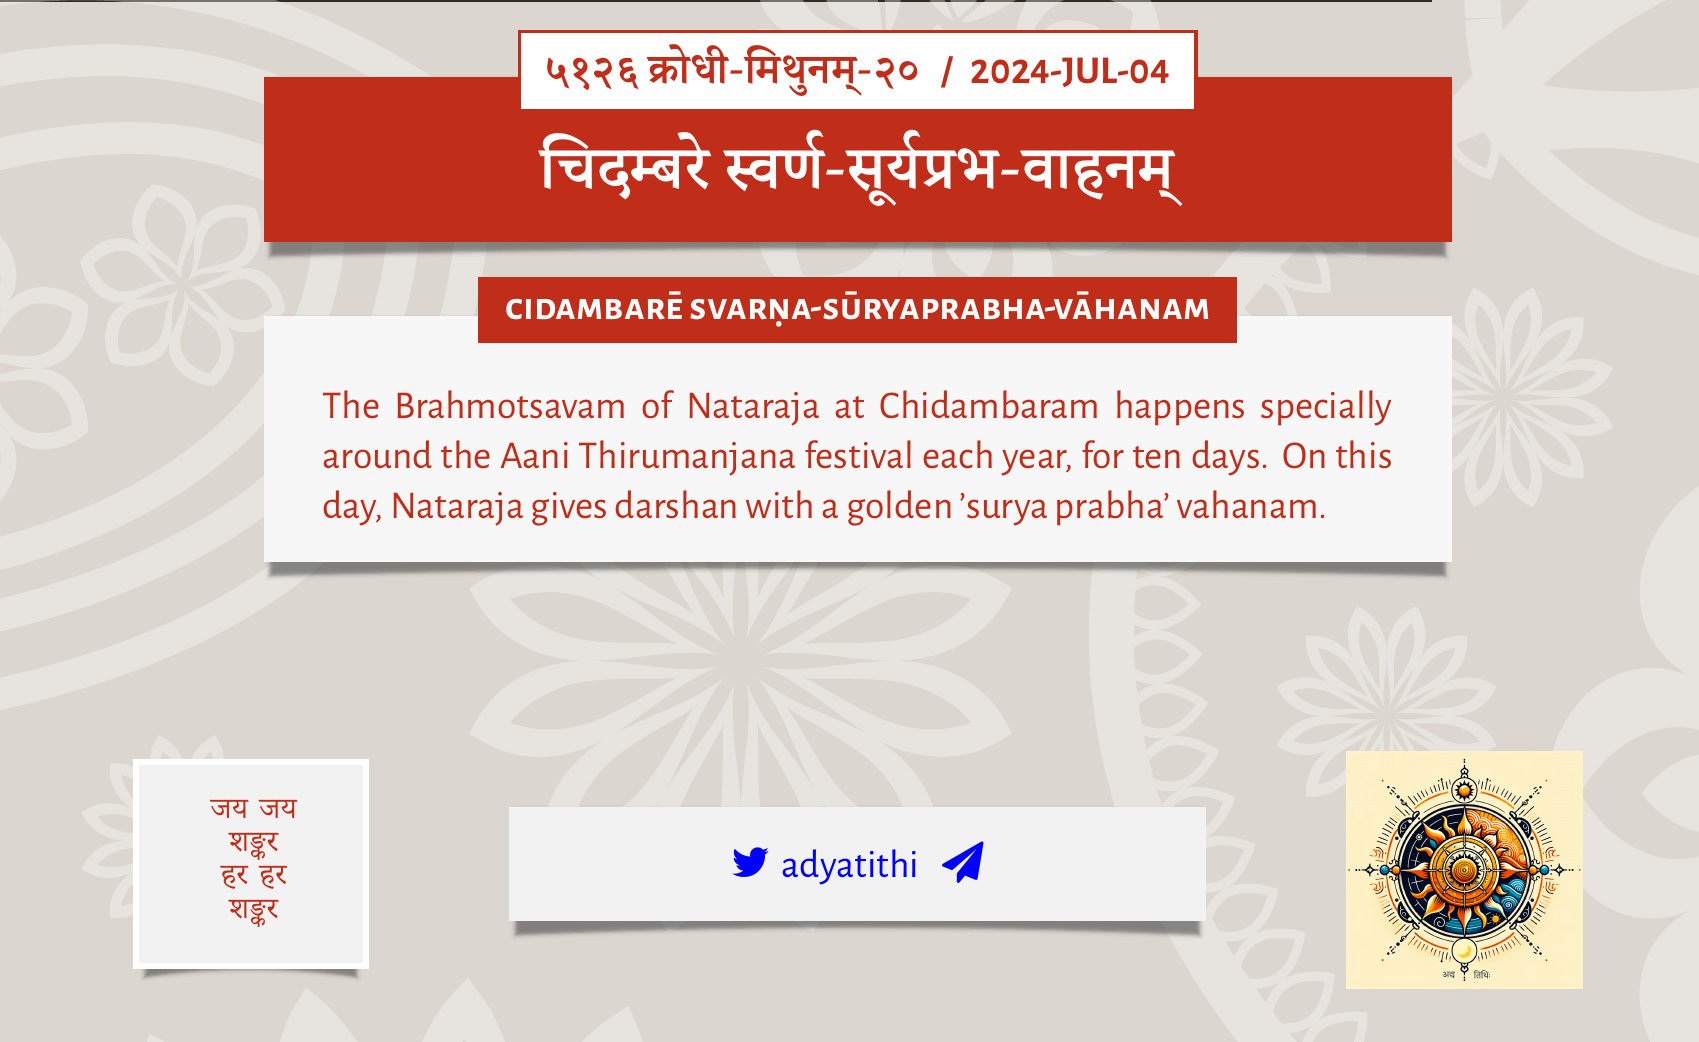 ५१२६ क्रोधी-मिथुनम्-२० / 2024-JUL-04
चिदम्बरे स्वर्ण-सूर्यप्रभ-वाहनम्
CIDAMBARĒ SVARṆA-SŪRYAPRABHA-VĀHANAM
The Brahmotsavam of Nataraja at Chidambaram happens specially
around the Aani Thirumanjana festival each year, for ten days. On this
day, Nataraja gives darshan with a golden ’surya prabha’ vahanam.
जय जय
शङ्कर
हर हर
शङ्कर
adyatithi
अद्य तिथिः